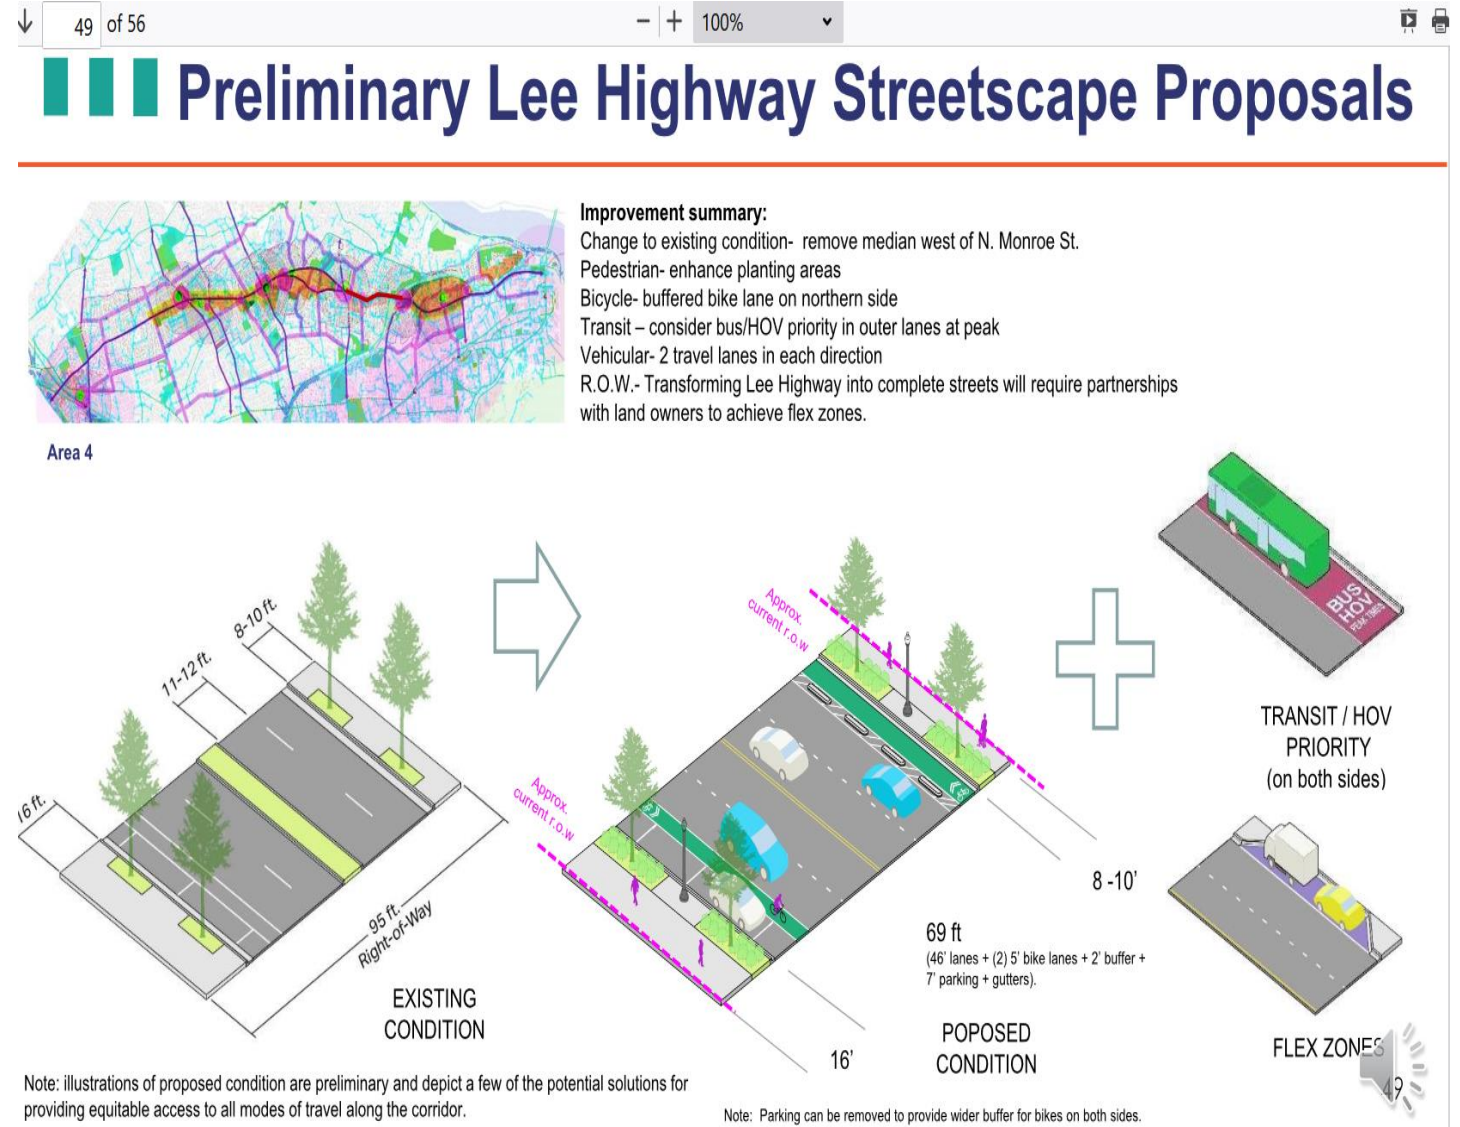 49 of 56
100%
Preliminary Lee Highway Streetscape Proposals
Improvement summary:
Change to existing condition- remove median west of N. Monroe St.
Pedestrian- enhance planting areas
Bicycle- buffered bike lane on northern side
Transit – consider bus/HOV priority in outer lanes at peak
Vehicular- 2 travel lanes in each direction
R.O.W.- Transforming Lee Highway into complete streets will require partnerships
with land owners to achieve flex zones.
Area 4
8-10 ft.
11-12 ft.
16 ft.
95 ft.
Right-of-Way
EXISTING
CONDITION
Approx.
current r.o.w
Approx.
current r.o.w
8 -10'
69 ft
(46' lanes + (2) 5' bike lanes + 2' buffer +
7' parking + gutters).
16'
POPOSED
CONDITION
BUS
HOV
PEAK TIMES
TRANSIT / HOV
PRIORITY
(on both sides)
FLEX ZONES
49
Note: illustrations of proposed condition are preliminary and depict a few of the potential solutions for
providing equitable access to all modes of travel along the corridor.
Note: Parking can be removed to provide wider buffer for bikes on both sides.